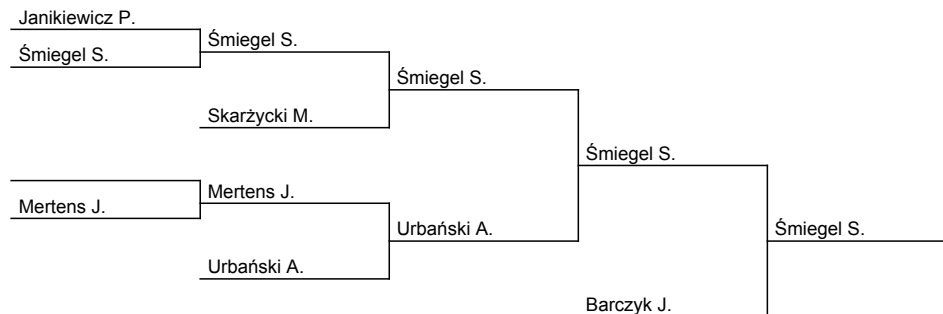 Janikiewicz P.
Śmiegel S.
Śmiegel S.
Śmiegel S.
Skarżycki M.
Śmiegel S.
Mertens J.
Mertens J.
Urbański A.
Śmiegel S.
Urbański A.
Barczyk J.